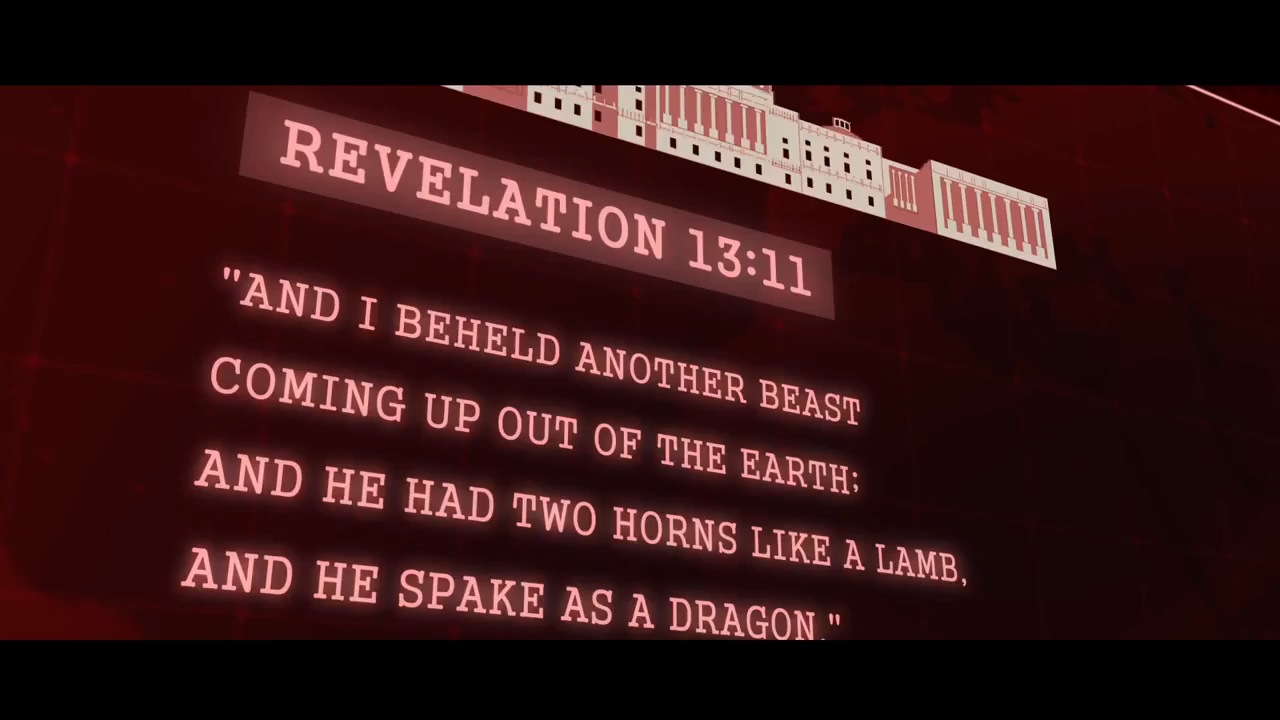 REVELATION 13:11
"AND I BEHELD ANOTHER BEAST
COMING UP OUT OF THE EARTH;
AND HE HAD TWO HORNS LIKE A LAMB,
AND HE SPAKE AS A DRAGON."